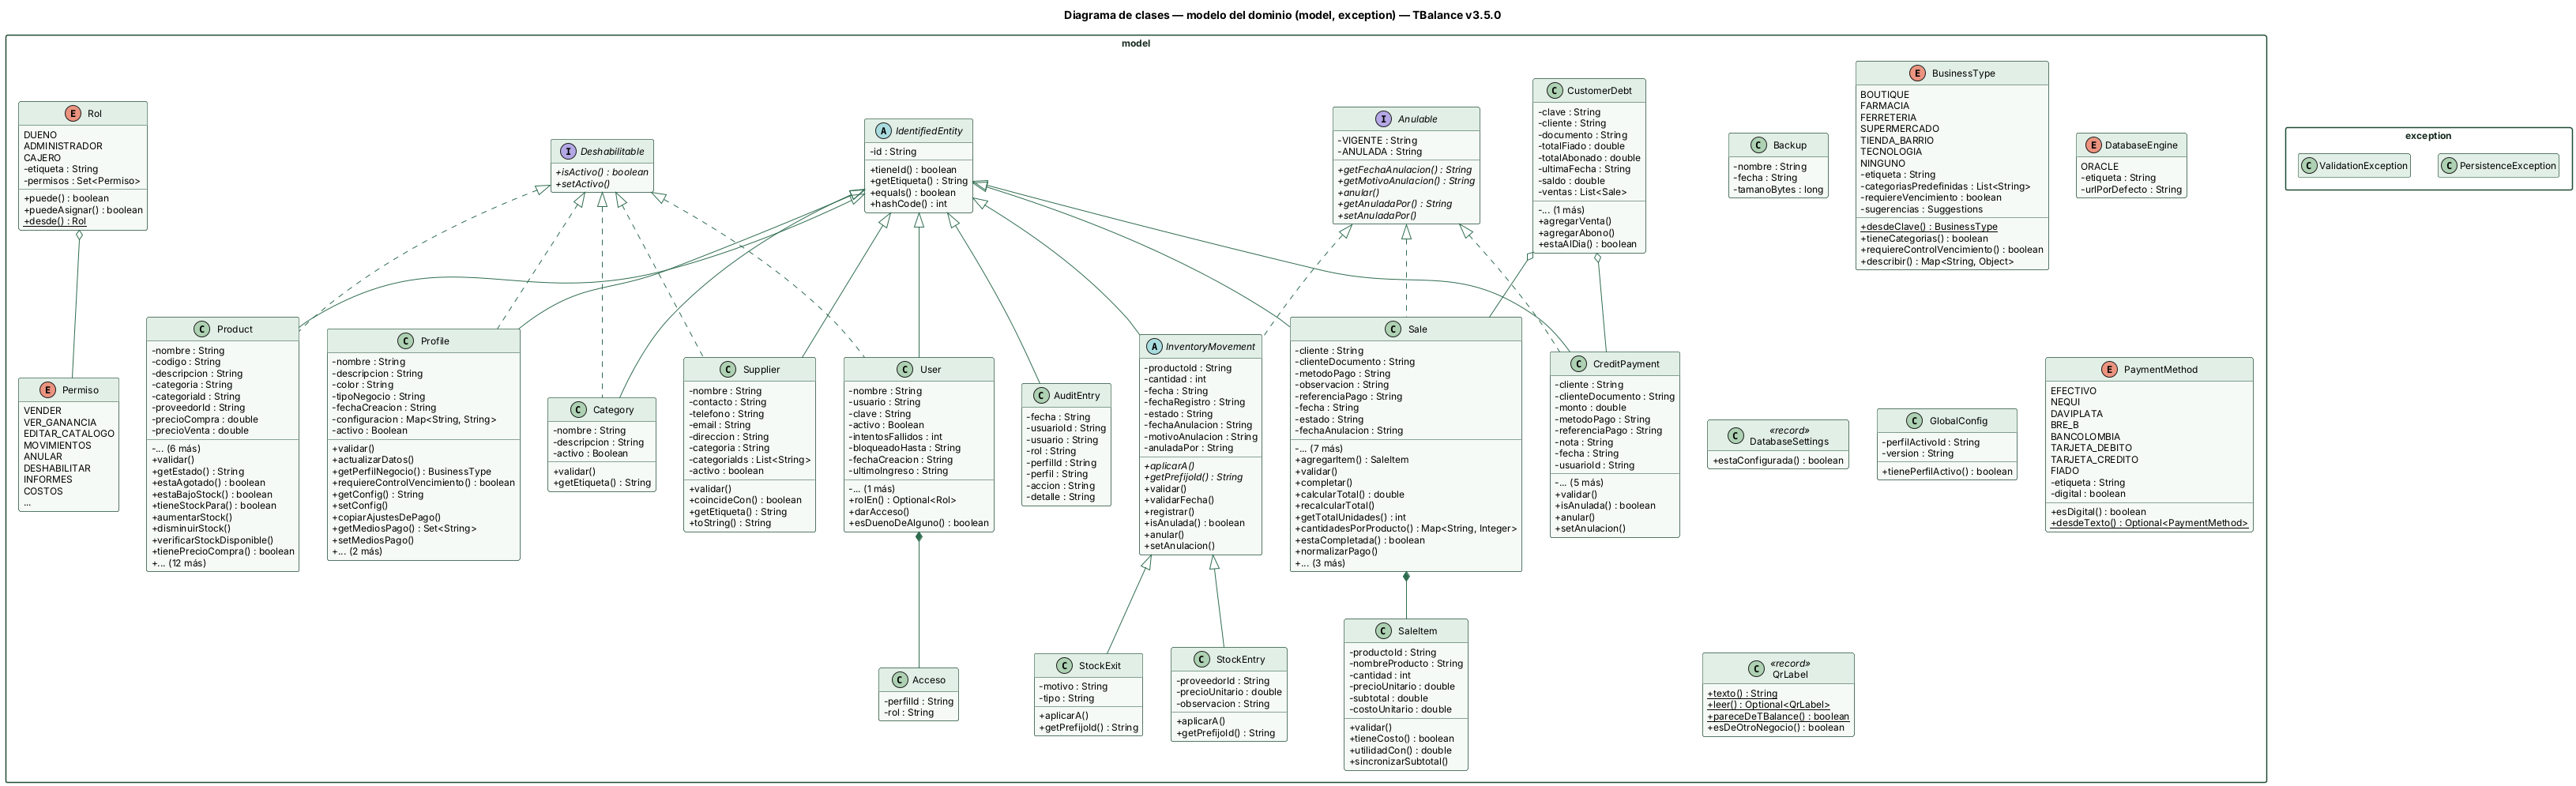 Diagrama de clases — modelo del dominio (model, exception) — TBalance v3.5.0
model
E Rol
DUENO
ADMINISTRADOR
CAJERO
-etiqueta : String
-permisos : Set<Permiso>
+puede() : boolean
+puedeAsignar() : boolean
+desde() : Rol
I Deshabilitable
+isActivo() : boolean
+setActivo()
A IdentifiedEntity
-id : String
+tieneId() : boolean
+getEtiqueta() : String
+equals() : boolean
+hashCode() : int
I Anulable
-VIGENTE : String
-ANULADA : String
+getFechaAnulacion() : String
+getMotivoAnulacion() : String
+anular()
+getAnuladaPor() : String
+setAnuladaPor()
C CustomerDebt
-clave : String
-cliente : String
-documento : String
-totalFiado : double
-totalAbonado : double
-ultimaFecha : String
-saldo : double
-ventas : List<Sale>
-... (1 más)
+agregarVenta()
+agregarAbono()
+estaAlDia() : boolean
C Backup
-nombre : String
-fecha : String
-tamanoBytes : long
E BusinessType
BOUTIQUE
FARMACIA
FERRETERIA
SUPERMERCADO
TIENDA_BARRIO
TECNOLOGIA
NINGUNO
-etiqueta : String
-categoriasPredefinidas : List<String>
-requiereVencimiento : boolean
-sugerencias : Suggestions
+desdeClave() : BusinessType
+tieneCategorias() : boolean
+requiereControlVencimiento() : boolean
+describir() : Map<String, Object>
E DatabaseEngine
ORACLE
-etiqueta : String
-urlPorDefecto : String
exception
C ValidationException
C PersistenceException
E Permiso
VENDER
VER_GANANCIA
EDITAR_CATALOGO
MOVIMIENTOS
ANULAR
DESHABILITAR
INFORMES
COSTOS
...
C Product
-nombre : String
-codigo : String
-descripcion : String
-categoria : String
-categoriaId : String
-proveedorId : String
-precioCompra : double
-precioVenta : double
-... (6 más)
+validar()
+getEstado() : String
+estaAgotado() : boolean
+estaBajoStock() : boolean
+tieneStockPara() : boolean
+aumentarStock()
+disminuirStock()
+verificarStockDisponible()
+tienePrecioCompra() : boolean
+... (12 más)
C Profile
-nombre : String
-descripcion : String
-color : String
-tipoNegocio : String
-fechaCreacion : String
-configuracion : Map<String, String>
-activo : Boolean
+validar()
+actualizarDatos()
+getPerfilNegocio() : BusinessType
+requiereControlVencimiento() : boolean
+getConfig() : String
+setConfig()
+copiarAjustesDePago()
+getMediosPago() : Set<String>
+setMediosPago()
+... (2 más)
C Category
-nombre : String
-descripcion : String
-activo : Boolean
+validar()
+getEtiqueta() : String
C Supplier
-nombre : String
-contacto : String
-telefono : String
-email : String
-direccion : String
-categoria : String
-categoriaIds : List<String>
-activo : boolean
+validar()
+coincideCon() : boolean
+getEtiqueta() : String
+toString() : String
C User
-nombre : String
-usuario : String
-clave : String
-activo : Boolean
-intentosFallidos : int
-bloqueadoHasta : String
-fechaCreacion : String
-ultimoIngreso : String
-... (1 más)
+rolEn() : Optional<Rol>
+darAcceso()
+esDuenoDeAlguno() : boolean
C AuditEntry
-fecha : String
-usuarioId : String
-usuario : String
-rol : String
-perfilId : String
-perfil : String
-accion : String
-detalle : String
A InventoryMovement
-productoId : String
-cantidad : int
-fecha : String
-fechaRegistro : String
-estado : String
-fechaAnulacion : String
-motivoAnulacion : String
-anuladaPor : String
+aplicarA()
+getPrefijoId() : String
+validar()
+validarFecha()
+registrar()
+isAnulada() : boolean
+anular()
+setAnulacion()
C Sale
-cliente : String
-clienteDocumento : String
-metodoPago : String
-observacion : String
-referenciaPago : String
-fecha : String
-estado : String
-fechaAnulacion : String
-... (7 más)
+agregarItem() : SaleItem
+validar()
+completar()
+calcularTotal() : double
+recalcularTotal()
+getTotalUnidades() : int
+cantidadesPorProducto() : Map<String, Integer>
+estaCompletada() : boolean
+normalizarPago()
+... (3 más)
C CreditPayment
-cliente : String
-clienteDocumento : String
-monto : double
-metodoPago : String
-referenciaPago : String
-nota : String
-fecha : String
-usuarioId : String
-... (5 más)
+validar()
+isAnulada() : boolean
+anular()
+setAnulacion()
C «record»
DatabaseSettings
+estaConfigurada() : boolean
C GlobalConfig
-perfilActivoId : String
-version : String
+tienePerfilActivo() : boolean
E PaymentMethod
EFECTIVO
NEQUI
DAVIPLATA
BRE_B
BANCOLOMBIA
TARJETA_DEBITO
TARJETA_CREDITO
FIADO
-etiqueta : String
-digital : boolean
+esDigital() : boolean
+desdeTexto() : Optional<PaymentMethod>
C Acceso
-perfilId : String
-rol : String
C StockExit
-motivo : String
-tipo : String
+aplicarA()
+getPrefijoId() : String
C StockEntry
-proveedorId : String
-precioUnitario : double
-observacion : String
+aplicarA()
+getPrefijoId() : String
C SaleItem
-productoId : String
-nombreProducto : String
-cantidad : int
-precioUnitario : double
-subtotal : double
-costoUnitario : double
+validar()
+tieneCosto() : boolean
+utilidadCon() : double
+sincronizarSubtotal()
C «record»
QrLabel
+texto() : String
+leer() : Optional<QrLabel>
+pareceDeTBalance() : boolean
+esDeOtroNegocio() : boolean